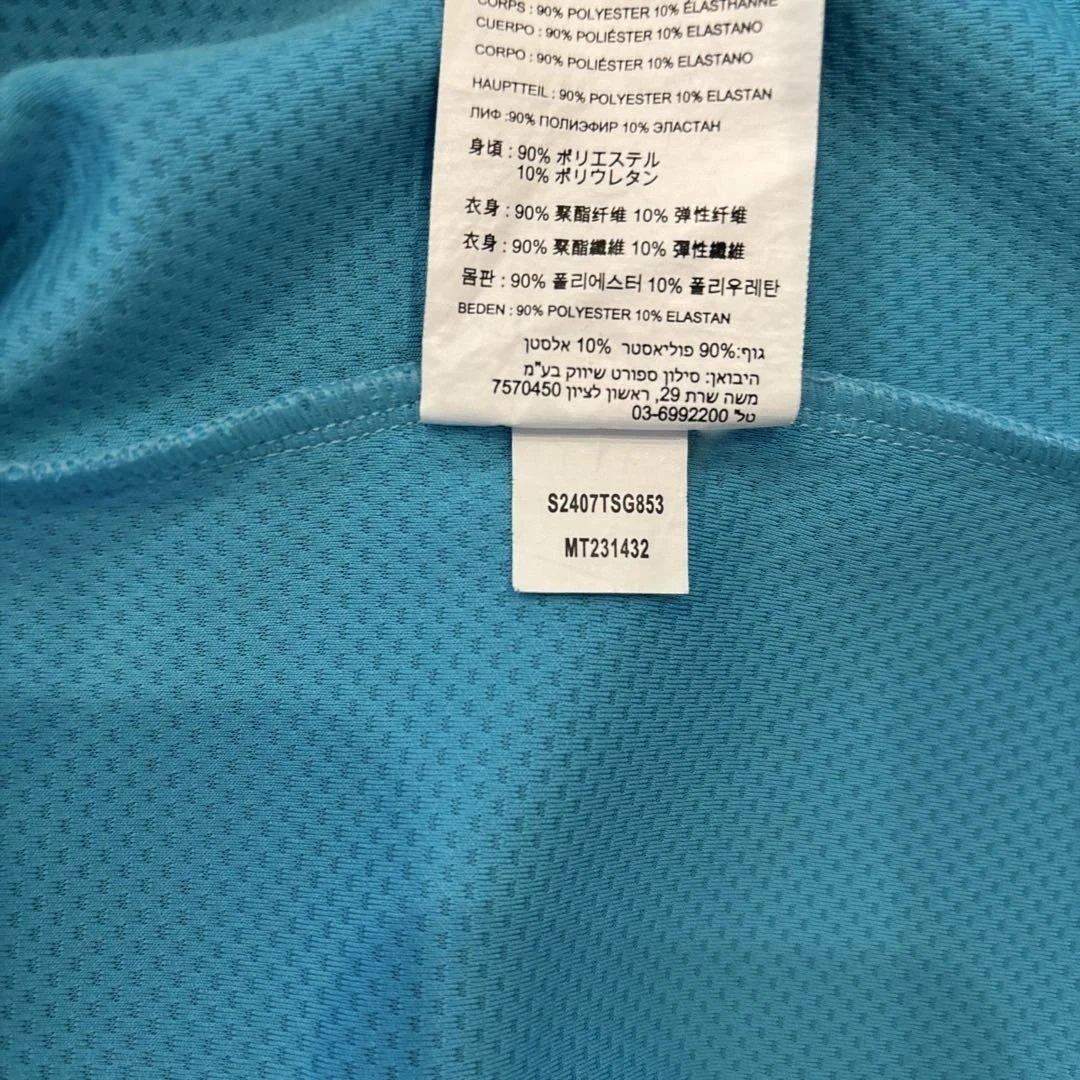 CORPS : 90% POLYESTER 10% ÉLASTHANNE
CUERPO : 90% POLIÉSTER 10% ELASTANO
CORPO : 90% POLIÉSTER 10% ELASTANO
HAUPTTEIL : 90% POLYESTER 10% ELASTAN
ЛИФ :90% ПОЛИЭФИР 10% ЭЛАСТАН
身頃 : 90% ポリエステル
10% ポリウレタン
衣身 : 90% 聚酯纤维 10% 弹性纤维
衣身 : 90% 聚酯纖維 10% 彈性纖維
몸판 : 90% 폴리에스터 10% 폴리우레탄
BEDEN : 90% POLYESTER 10% ELASTAN
גוף:90% פוליאסטר 10% אלסטן
היבואן: סילון ספורט שיווק בע"מ
משה שרת 29, ראשון לציון 7570450
טל' 03-6992200
S2407TSG853
MT231432